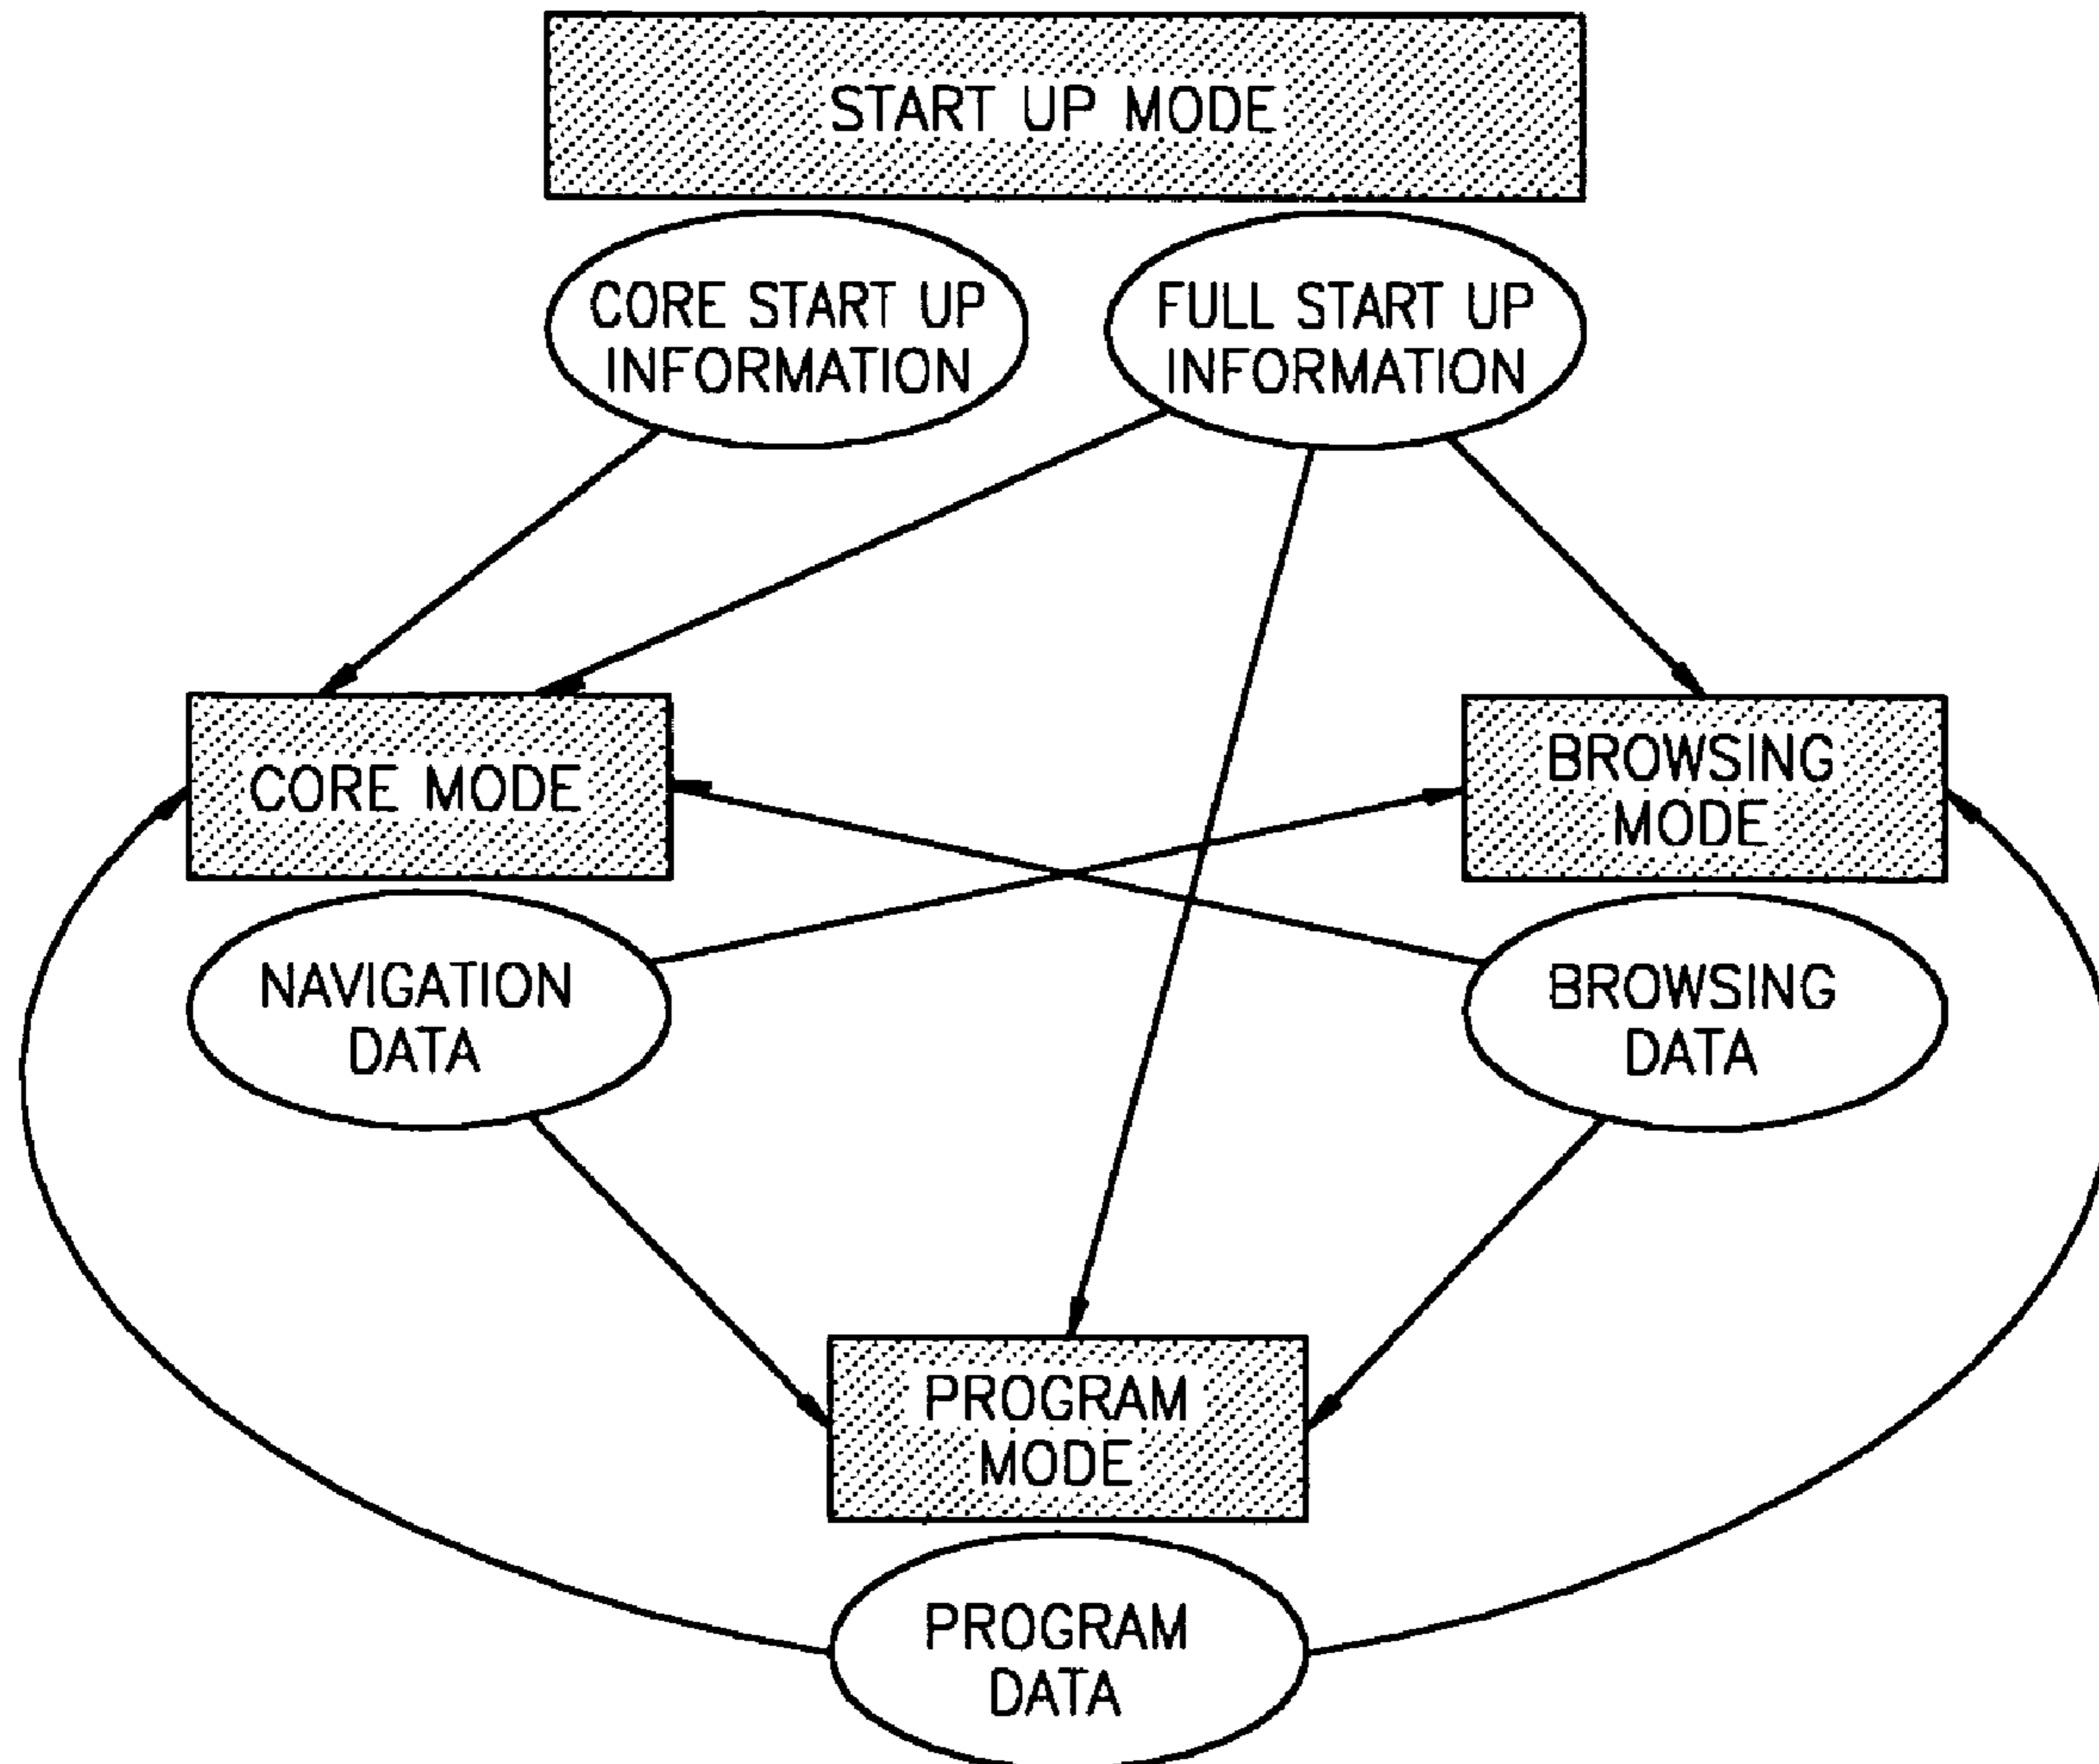 START UP MODE
CORE START UP
INFORMATION
FULL START UP
INFORMATION
CORE MODE
BROWSING
MODE
NAVIGATION
DATA
BROWSING
DATA
PROGRAM
MODE
PROGRAM
DATA